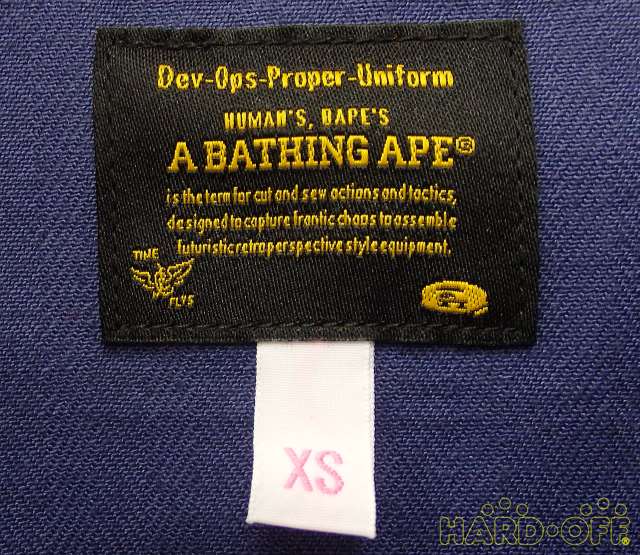 Dev-Ops-Proper-Uniform
HUMAN'S, BAPE'S
A BATHING APE®
is the term for cut and sew actions and tactics,
designed to capture frantic chaos to assemble
futuristic retroperspective style equipment.
TIME
FLYS
XS
HARD-OFF®